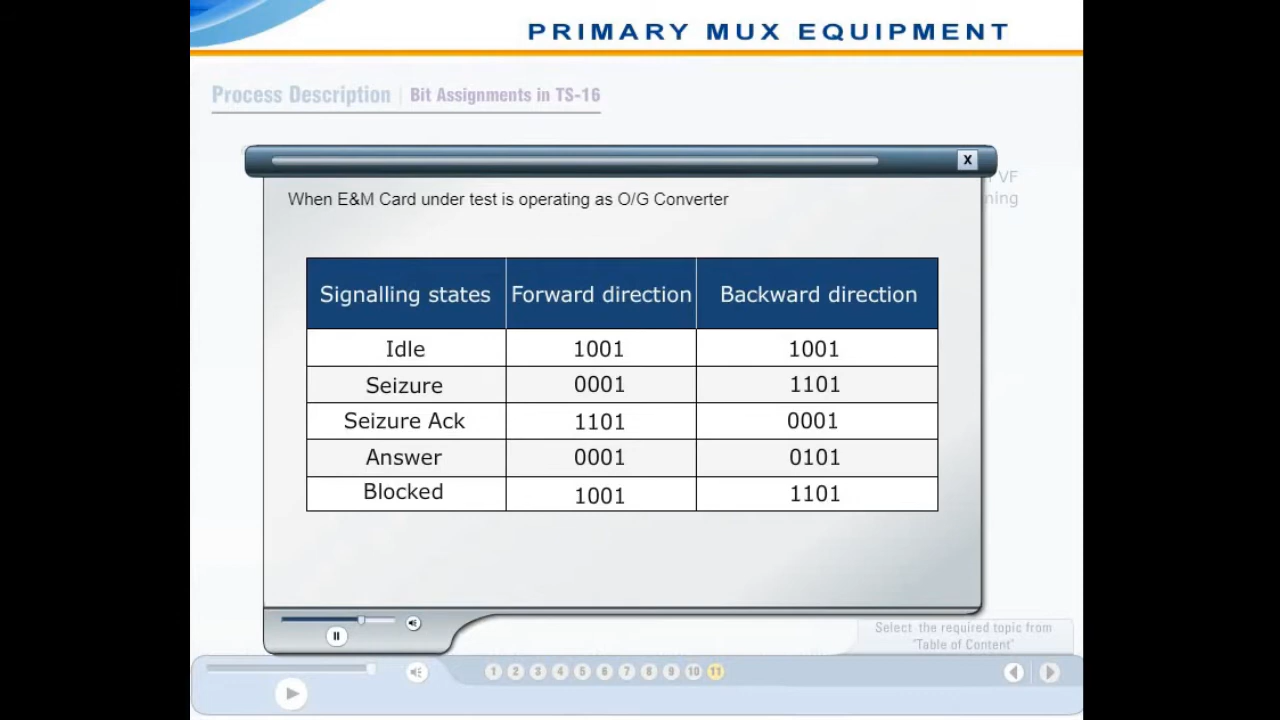 PRIMARY MUX EQUIPMENT
Process Description | Bit Assignments in TS-16
X
VF
ning
When E&M Card under test is operating as O/G Converter
Signalling states Forward direction Backward direction
Idle 1001 1001
Seizure 0001 1101
Seizure Ack 1101 0001
Answer 0001 0101
Blocked 1001 1101
Select the required topic from
"Table of Content"
1 2 3 4 5 6 7 8 9 10 11